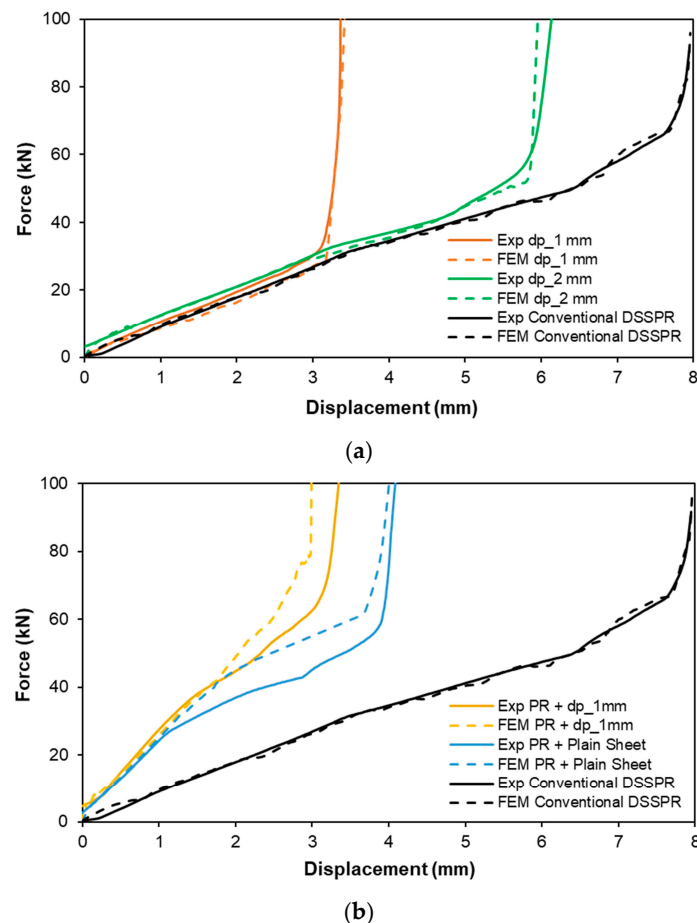 100
80
60
40
20
0
Force (kN)
Exp dp_1 mm
FEM dp_1 mm
Exp dp_2 mm
FEM dp_2 mm
Exp Conventional DSSPR
FEM Conventional DSSPR
0 1 2 3 4 5 6 7 8
Displacement (mm)
(a)
100
80
60
40
20
0
Force (kN)
Exp PR + dp_1mm
FEM PR + dp_1mm
Exp PR + Plain Sheet
FEM PR + Plain Sheet
Exp Conventional DSSPR
FEM Conventional DSSPR
0 1 2 3 4 5 6 7 8
Displacement (mm)
(b)